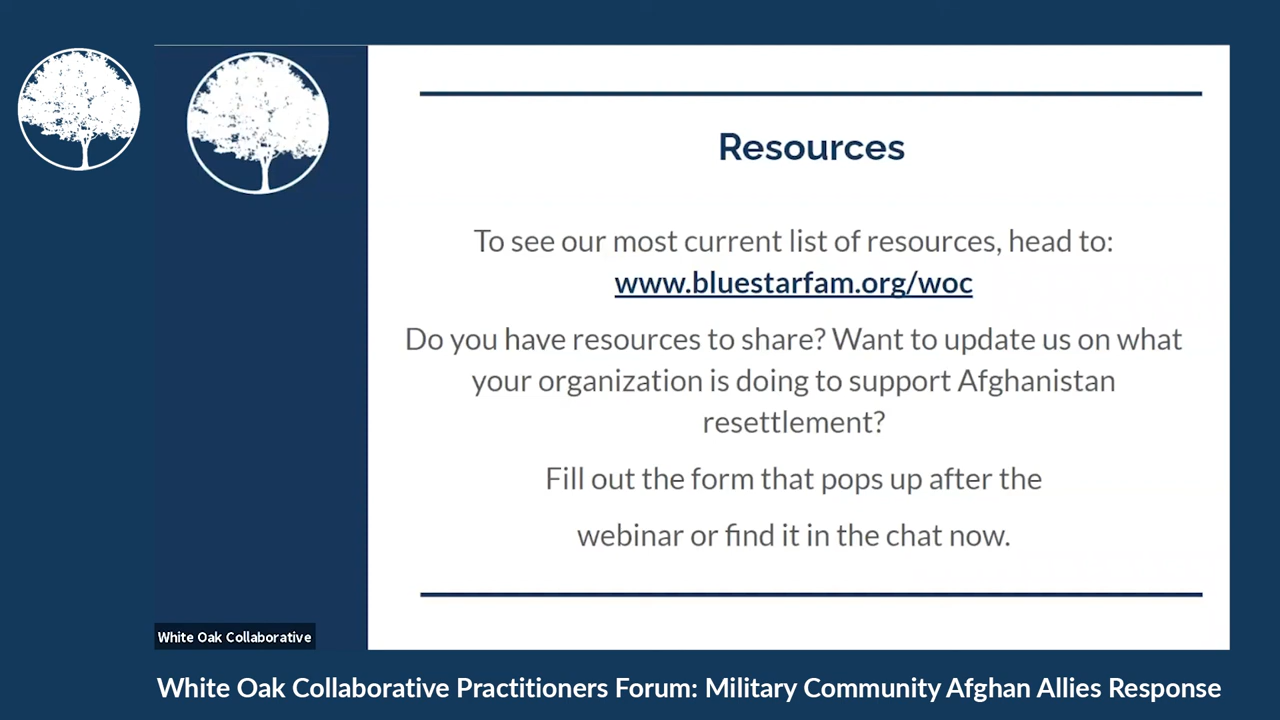 Resources
To see our most current list of resources, head to:
www.bluestarfam.org/woc
Do you have resources to share? Want to update us on what
your organization is doing to support Afghanistan
resettlement?
Fill out the form that pops up after the
webinar or find it in the chat now.
White Oak Collaborative
White Oak Collaborative Practitioners Forum: Military Community Afghan Allies Response